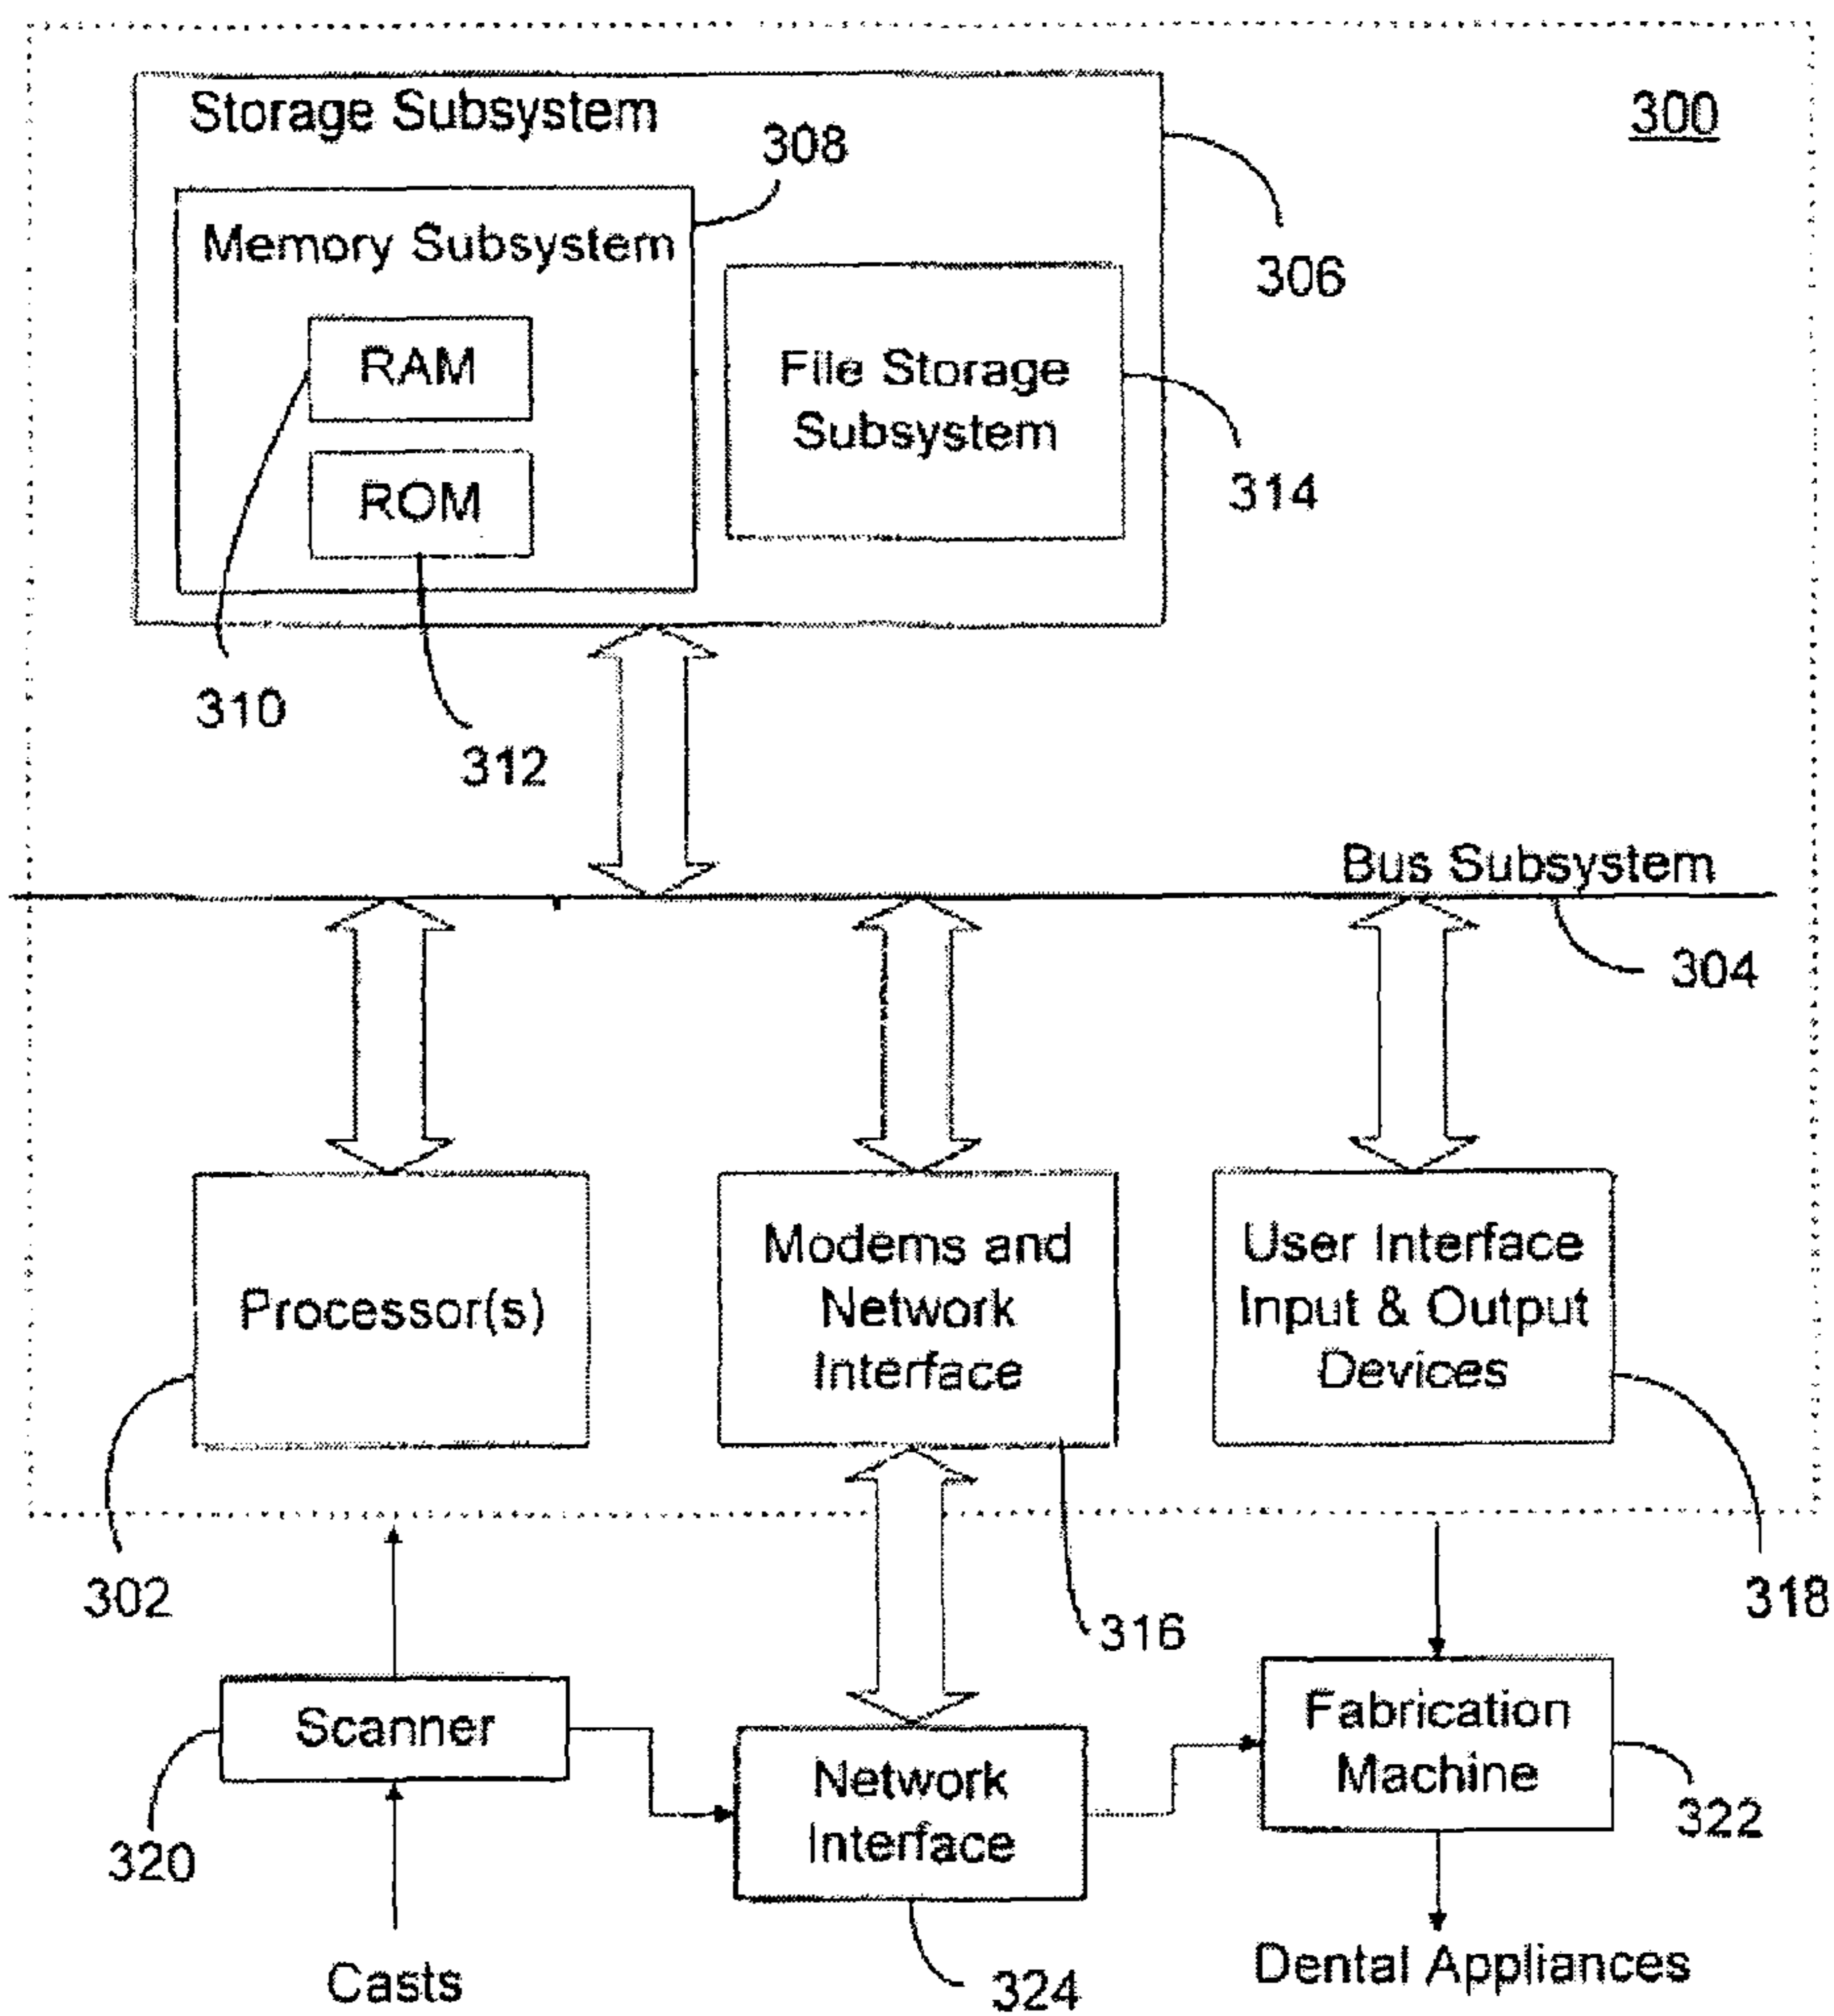 300
Storage Subsystem
308
306
Memory Subsystem
RAM
ROM
File Storage
Subsystem
314
310
312
Bus Subsystem
304
Processor(s)
Modems and
Network
Interface
User Interface
Input & Output
Devices
302
316
318
Scanner
320
Network
Interface
Fabrication
Machine
322
Casts
324
Dental Appliances